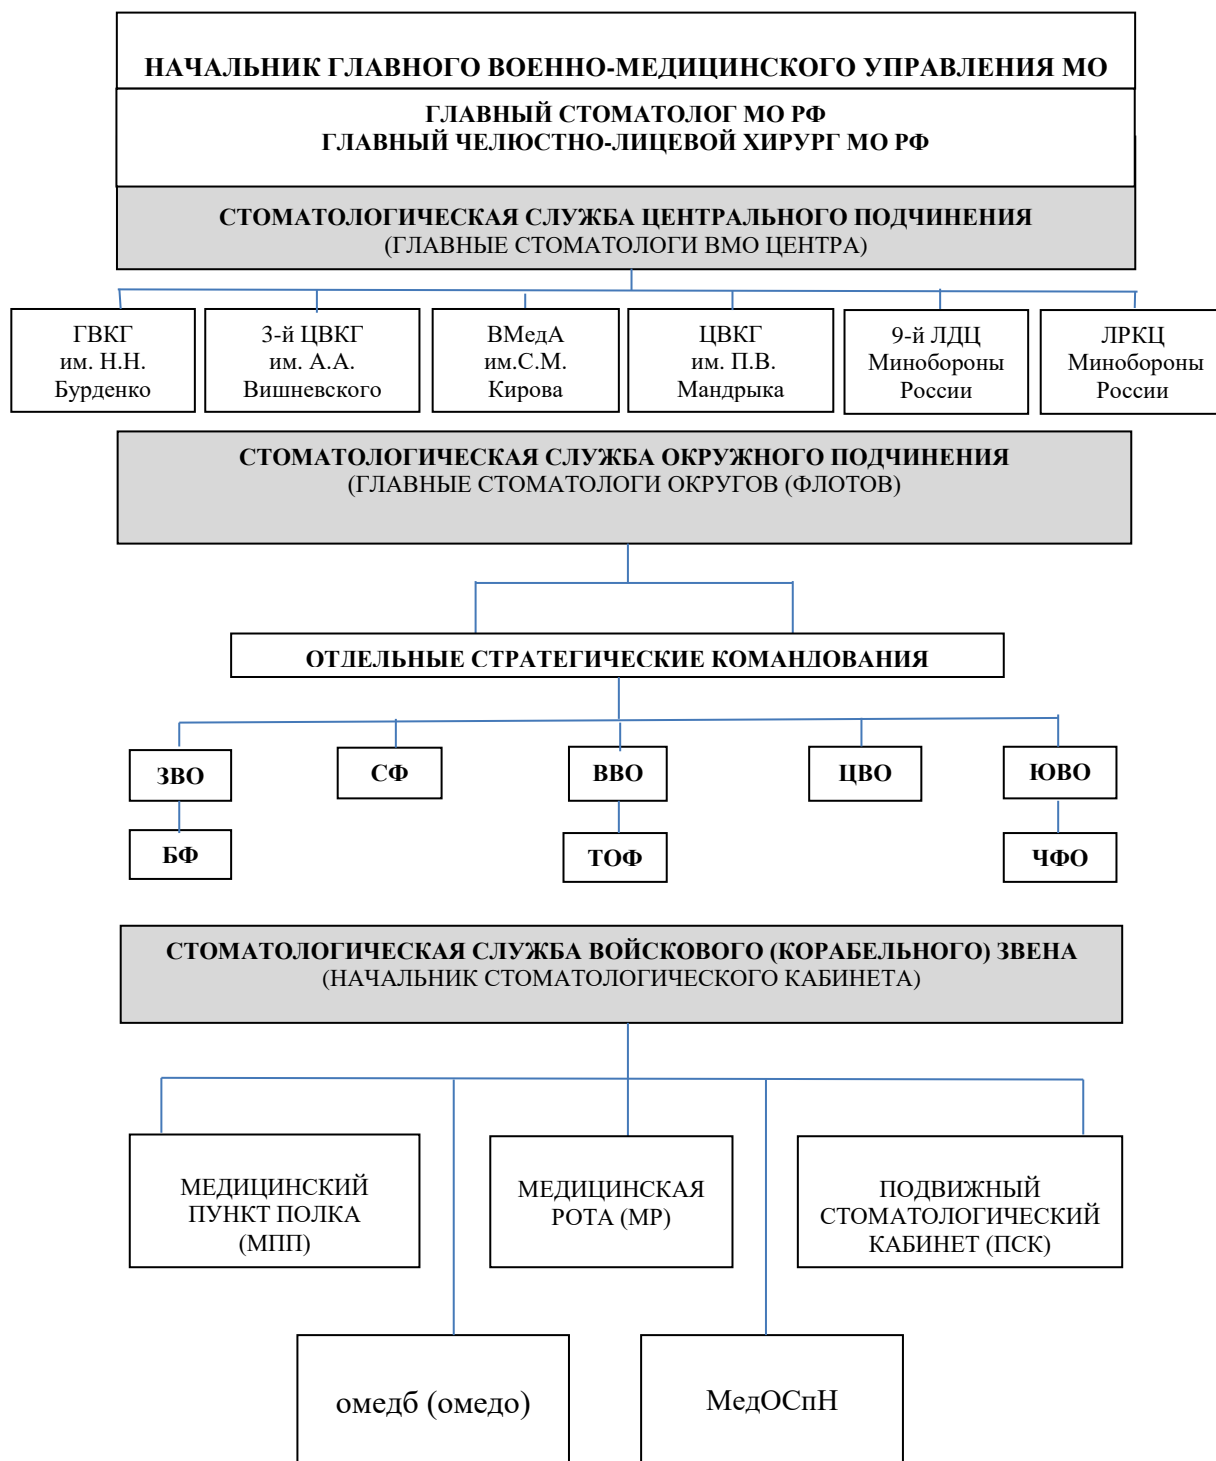 НАЧАЛЬНИК ГЛАВНОГО ВОЕННО-МЕДИЦИНСКОГО УПРАВЛЕНИЯ МО
ГЛАВНЫЙ СТОМАТОЛОГ МО РФ
ГЛАВНЫЙ ЧЕЛЮСТНО-ЛИЦЕВОЙ ХИРУРГ МО РФ
СТОМАТОЛОГИЧЕСКАЯ СЛУЖБА ЦЕНТРАЛЬНОГО ПОДЧИНЕНИЯ
(ГЛАВНЫЕ СТОМАТОЛОГИ ВМО ЦЕНТРА)
ГВКГ
им. Н.Н.
Бурденко
3-й ЦВКГ
им. А.А.
Вишневского
ВМедА
им.С.М.
Кирова
ЦВКГ
им. П.В.
Мандрыка
9-й ЛДЦ
Минобороны
России
ЛРКЦ
Минобороны
России
СТОМАТОЛОГИЧЕСКАЯ СЛУЖБА ОКРУЖНОГО ПОДЧИНЕНИЯ
(ГЛАВНЫЕ СТОМАТОЛОГИ ОКРУГОВ (ФЛОТОВ)
ОТДЕЛЬНЫЕ СТРАТЕГИЧЕСКИЕ КОМАНДОВАНИЯ
ЗВО
СФ
ВВО
ЦВО
ЮВО
БФ
ТОФ
ЧФО
СТОМАТОЛОГИЧЕСКАЯ СЛУЖБА ВОЙСКОВОГО (КОРАБЕЛЬНОГО) ЗВЕНА
(НАЧАЛЬНИК СТОМАТОЛОГИЧЕСКОГО КАБИНЕТА)
МЕДИЦИНСКИЙ
ПУНКТ ПОЛКА
(МПП)
МЕДИЦИНСКАЯ
РОТА (МР)
ПОДВИЖНЫЙ
СТОМАТОЛОГИЧЕСКИЙ
КАБИНЕТ (ПСК)
омедб (омедо)
МедОСпН